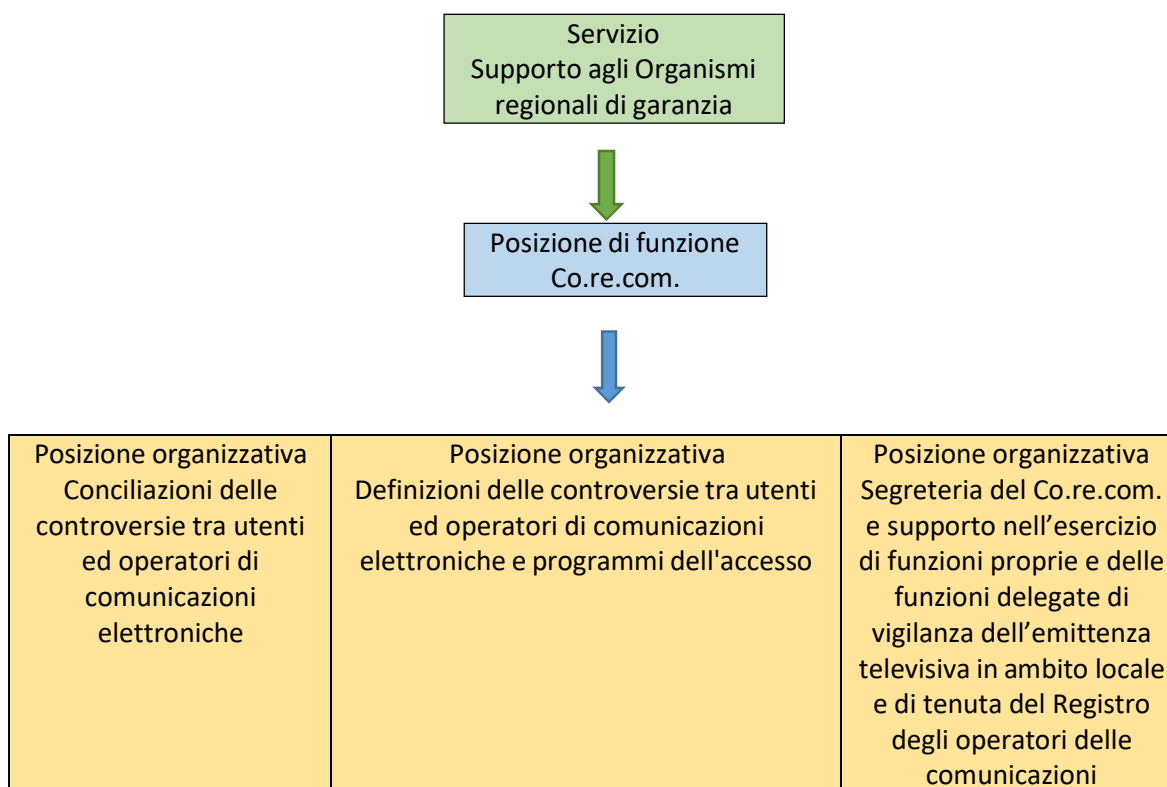 Servizio
Supporto agli Organismi
regionali di garanzia
Posizione di funzione
Co.re.com.
Posizione organizzativa
Conciliazioni delle
controversie tra utenti
ed operatori di
comunicazioni
elettroniche
Posizione organizzativa
Definizioni delle controversie tra utenti
ed operatori di comunicazioni
elettroniche e programmi dell'accesso
Posizione organizzativa
Segreteria del Co.re.com.
e supporto nell’esercizio
di funzioni proprie e delle
funzioni delegate di
vigilanza dell’emittenza
televisiva in ambito locale
e di tenuta del Registro
degli operatori delle
comunicazioni